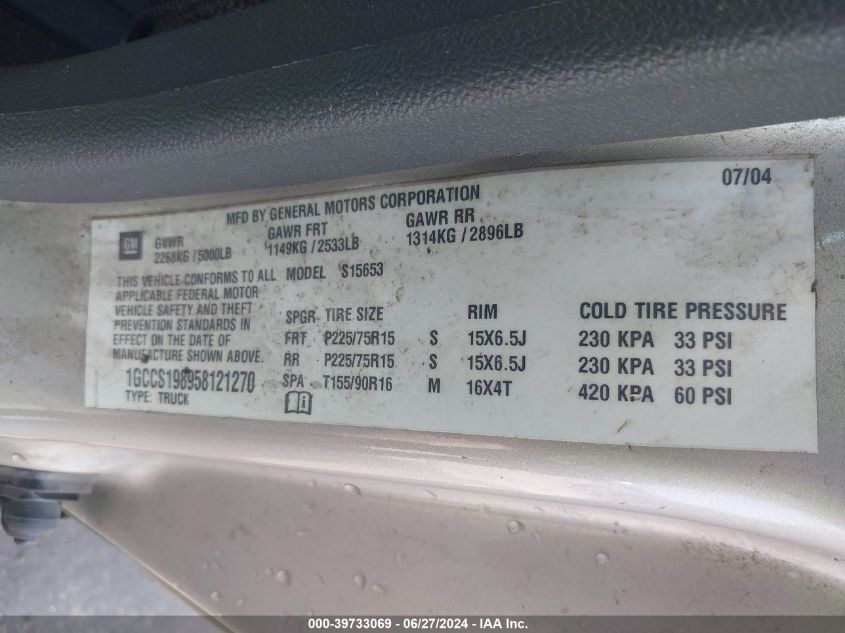 07/04
MFD BY GENERAL MOTORS CORPORATION
GM GVWR GAWR FRT GAWR RR
2268KG / 5000LB 1149KG / 2533LB 1314KG / 2896LB
THIS VEHICLE CONFORMS TO ALL MODEL S15653
APPLICABLE FEDERAL MOTOR
VEHICLE SAFETY AND THEFT
PREVENTION STANDARDS IN
EFFECT ON THE DATE OF
MANUFACTURE SHOWN ABOVE.
1GCCS198958121270
TYPE: TRUCK
SPGR TIRE SIZE RIM COLD TIRE PRESSURE
FRT P225/75R15 S 15X6.5J 230 KPA 33 PSI
RR P225/75R15 S 15X6.5J 230 KPA 33 PSI
SPA T155/90R16 M 16X4T 420 KPA 60 PSI
000-39733069 - 06/27/2024 - IAA Inc.